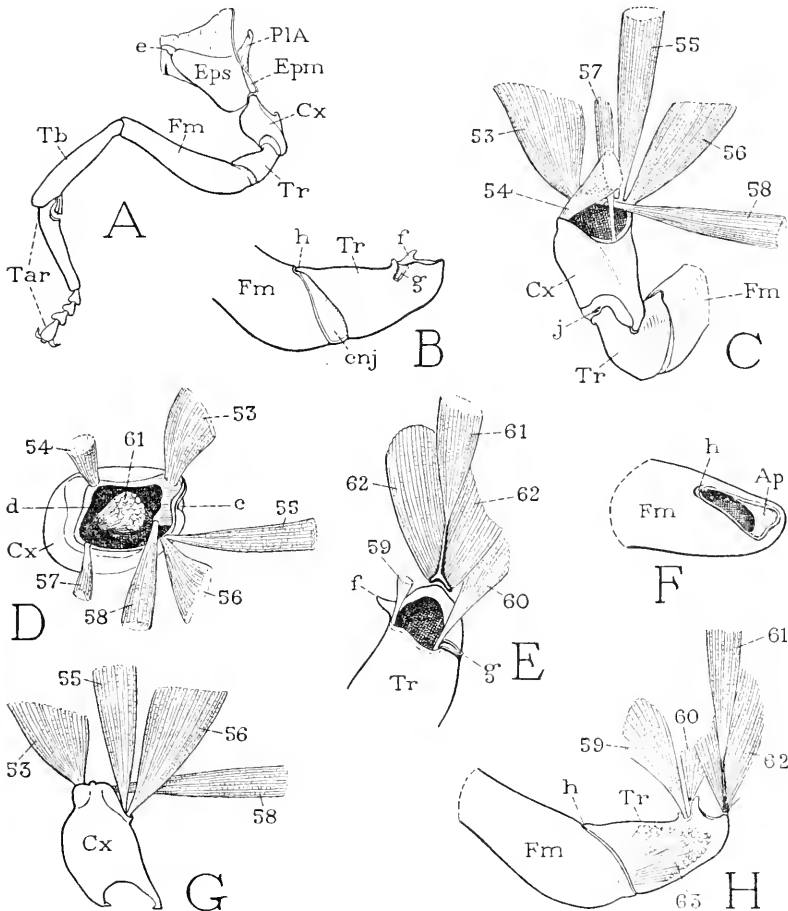 PlA
e
Eps
Epm
Cx
Tb
Fm
Tr
A
Tar
h
Tr
f
g
Fm
cnj
B
55
57
53
56
54
58
Cx
Fm
j
Tr
C
53
54
61
d
c
55
Cx
57
58
56
D
61
62
62
59
f
60
g
Tr
E
h
Ap
Fm
F
55
53
56
58
Cx
G
61
60
59
62
h
Tr
Fm
63
H